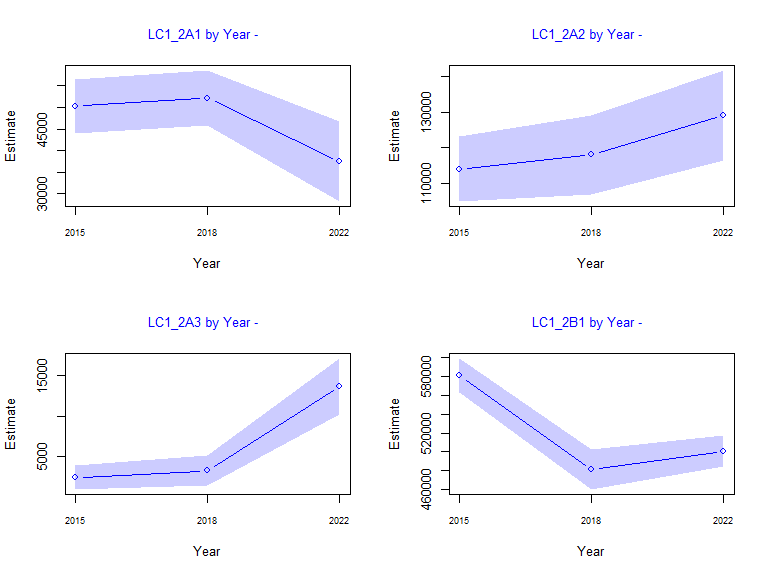 LC1_2A1 by Year -
Estimate
45000
30000
2015
2018
2022
Year
LC1_2A2 by Year -
Estimate
130000
110000
2015
2018
2022
Year
LC1_2A3 by Year -
Estimate
15000
5000
2015
2018
2022
Year
LC1_2B1 by Year -
Estimate
580000
520000
460000
2015
2018
2022
Year